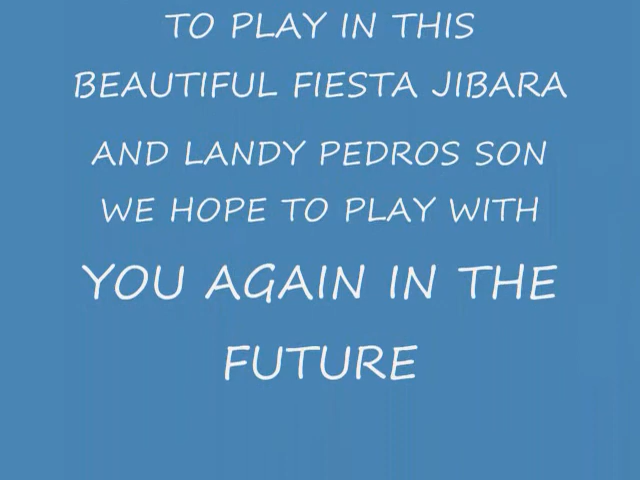 TO PLAY IN THIS
BEAUTIFUL FIESTA JIBARA
AND LANDY PEDROS SON
WE HOPE TO PLAY WITH
YOU AGAIN IN THE
FUTURE